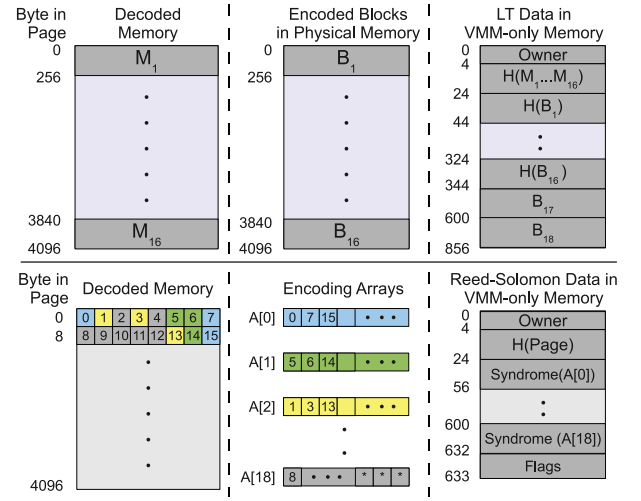 Byte in
Page
Decoded
Memory
0
M1
256
3840
M16
4096
Encoded Blocks
in Physical Memory
0
B1
256
3840
B16
4096
LT Data in
VMM-only Memory
0
Owner
4
H(M1...M16)
24
H(B1)
44
324
H(B16)
344
B17
600
B18
856
Byte in
Page
Decoded Memory
0
0 1 2 3 4 5 6 7
8
8 9 10 11 12 13 14 15
4096
Encoding Arrays
A[0] 0 7 15 • • •
A[1] 5 6 14 • • •
A[2] 1 3 13 • • •
A[18] 8 • • • * * *
Reed-Solomon Data in
VMM-only Memory
0
Owner
4
H(Page)
24
Syndrome(A[0])
56
600
Syndrome (A[18])
632
Flags
633